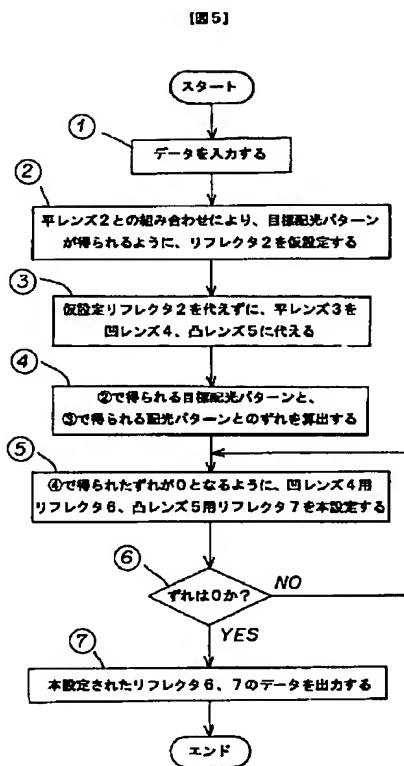 【図5】
スタート
①
データを入力する
②
平レンズ2との組み合わせにより、目標配光パターン
が得られるように、リフレクタ2を仮設定する
③
仮設定リフレクタ2を代えずに、平レンズ3を
凹レンズ4、凸レンズ5に代える
④
②で得られる目標配光パターンと、
③で得られる配光パターンとのずれを算出する
⑤
④で得られたずれが0となるように、凹レンズ4用
リフレクタ6、凸レンズ5用リフレクタ7を本設定する
⑥
ずれは0か?
NO
YES
⑦
本設定されたリフレクタ6、7のデータを出力する
エンド